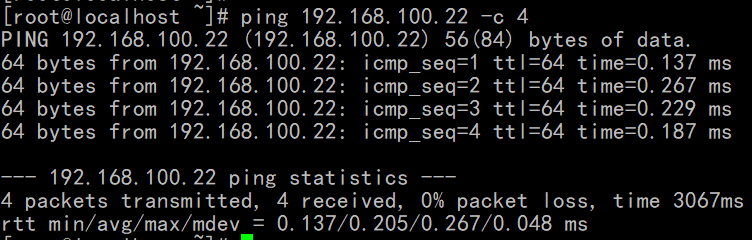 [root@localhost ~]# ping 192.168.100.22 -c 4
PING 192.168.100.22 (192.168.100.22) 56(84) bytes of data.
64 bytes from 192.168.100.22: icmp_seq=1 ttl=64 time=0.137 ms
64 bytes from 192.168.100.22: icmp_seq=2 ttl=64 time=0.267 ms
64 bytes from 192.168.100.22: icmp_seq=3 ttl=64 time=0.229 ms
64 bytes from 192.168.100.22: icmp_seq=4 ttl=64 time=0.187 ms
--- 192.168.100.22 ping statistics ---
4 packets transmitted, 4 received, 0% packet loss, time 3067ms
rtt min/avg/max/mdev = 0.137/0.205/0.267/0.048 ms